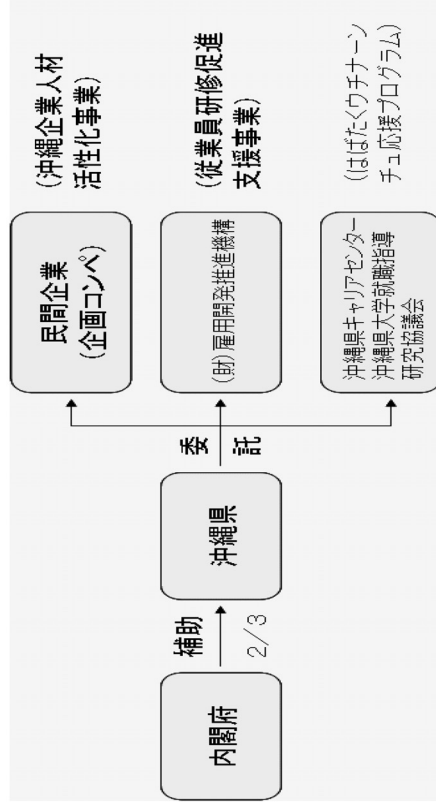 内閣府
補助
2/3
沖縄県
委託
民間企業
(企画コンペ)
(沖縄企業人材
活性化事業)
(財)雇用開発推進機構
(従業員研修促進
支援事業)
沖縄県キャリアセンター
沖縄県大学就職指導
研究協議会
(はばたくウチナーン
チュ応援プログラム)